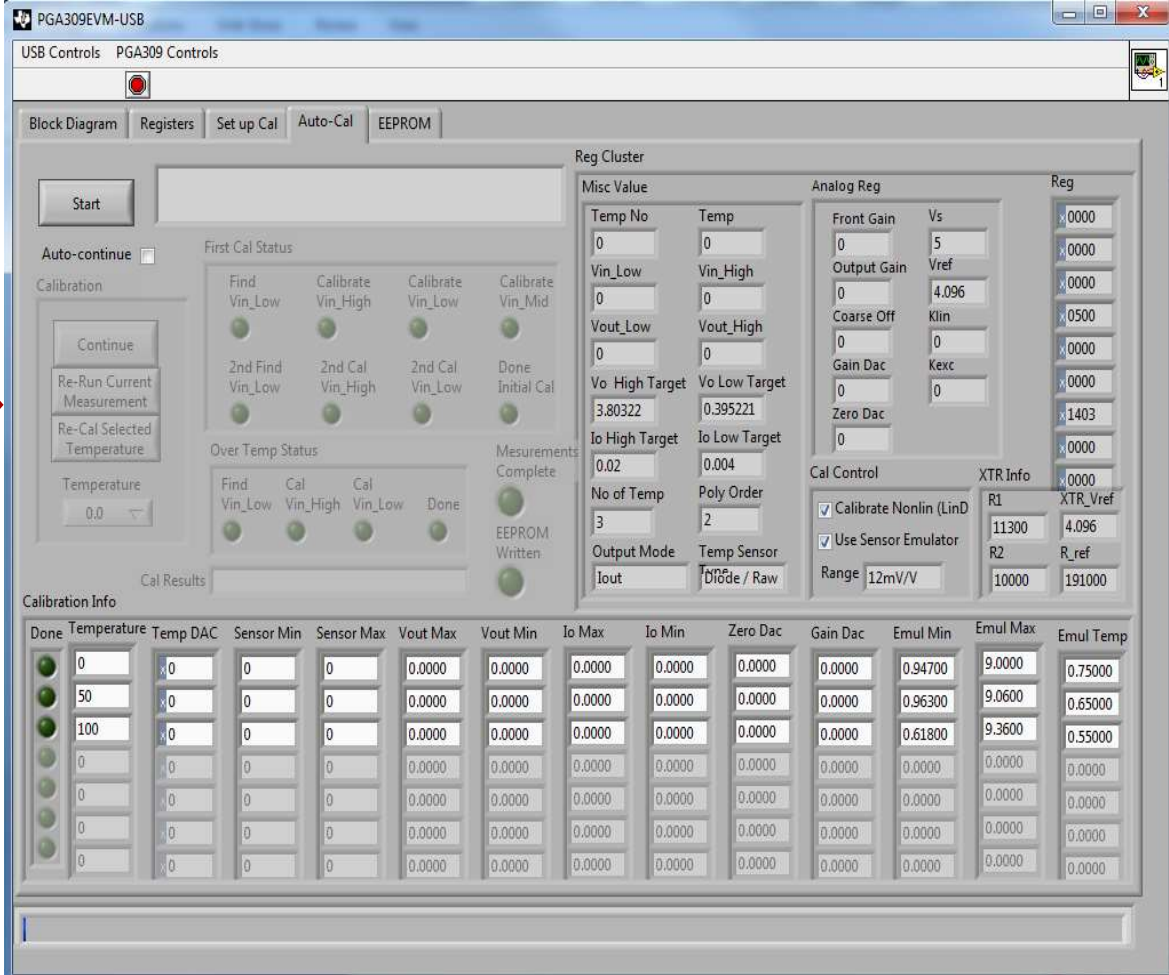 PGA309EVM-USB
USB Controls PGA309 Controls
1
Block Diagram Registers Set up Cal Auto-Cal EEPROM
Start
Auto-continue
Calibration
Continue
Re-Run Current
Measurement
Re-Cal Selected
Temperature
Temperature
0.0
First Cal Status
Find Calibrate Calibrate Calibrate
Vin_Low Vin_High Vin_Low Vin_Mid
2nd Find 2nd Cal 2nd Cal Done
Vin_Low Vin_High Vin_Low Initial Cal
Over Temp Status
Find Cal Cal
Vin_Low Vin_High Vin_Low Done
Mesurements
Complete
EEPROM
Written
Cal Results
Reg Cluster
Misc Value
Temp No Temp
0 0
Vin_Low Vin_High
0 0
Vout_Low Vout_High
0 0
Vo High Target Vo Low Target
3.80322 0.395221
Io High Target Io Low Target
0.02 0.004
No of Temp Poly Order
3 2
Output Mode Temp Sensor
Type
Iout Diode / Raw
Analog Reg
Front Gain Vs
0 5
Output Gain Vref
0 4.096
Coarse Off Klin
0 0
Gain Dac Kexc
0 0
Zero Dac
0
Cal Control
Calibrate Nonlin (LinD
Use Sensor Emulator
Range 12mV/V
Reg
x 0000
x 0000
x 0000
x 0500
x 0000
x 0000
x 1403
x 0000
x 0000
XTR Info
R1 XTR_Vref
11300 4.096
R2 R_ref
10000 191000
Calibration Info
Done Temperature Temp DAC Sensor Min Sensor Max Vout Max Vout Min Io Max Io Min Zero Dac Gain Dac Emul Min Emul Max Emul Temp
0 x 0 0 0 0.0000 0.0000 0.0000 0.0000 0.0000 0.0000 0.94700 9.0000 0.75000
50 x 0 0 0 0.0000 0.0000 0.0000 0.0000 0.0000 0.0000 0.96300 9.0600 0.65000
100 x 0 0 0 0.0000 0.0000 0.0000 0.0000 0.0000 0.0000 0.61800 9.3600 0.55000
0 x 0 0 0 0.0000 0.0000 0.0000 0.0000 0.0000 0.0000 0.0000 0.0000 0.0000
0 x 0 0 0 0.0000 0.0000 0.0000 0.0000 0.0000 0.0000 0.0000 0.0000 0.0000
0 x 0 0 0 0.0000 0.0000 0.0000 0.0000 0.0000 0.0000 0.0000 0.0000 0.0000
0 x 0 0 0 0.0000 0.0000 0.0000 0.0000 0.0000 0.0000 0.0000 0.0000 0.0000